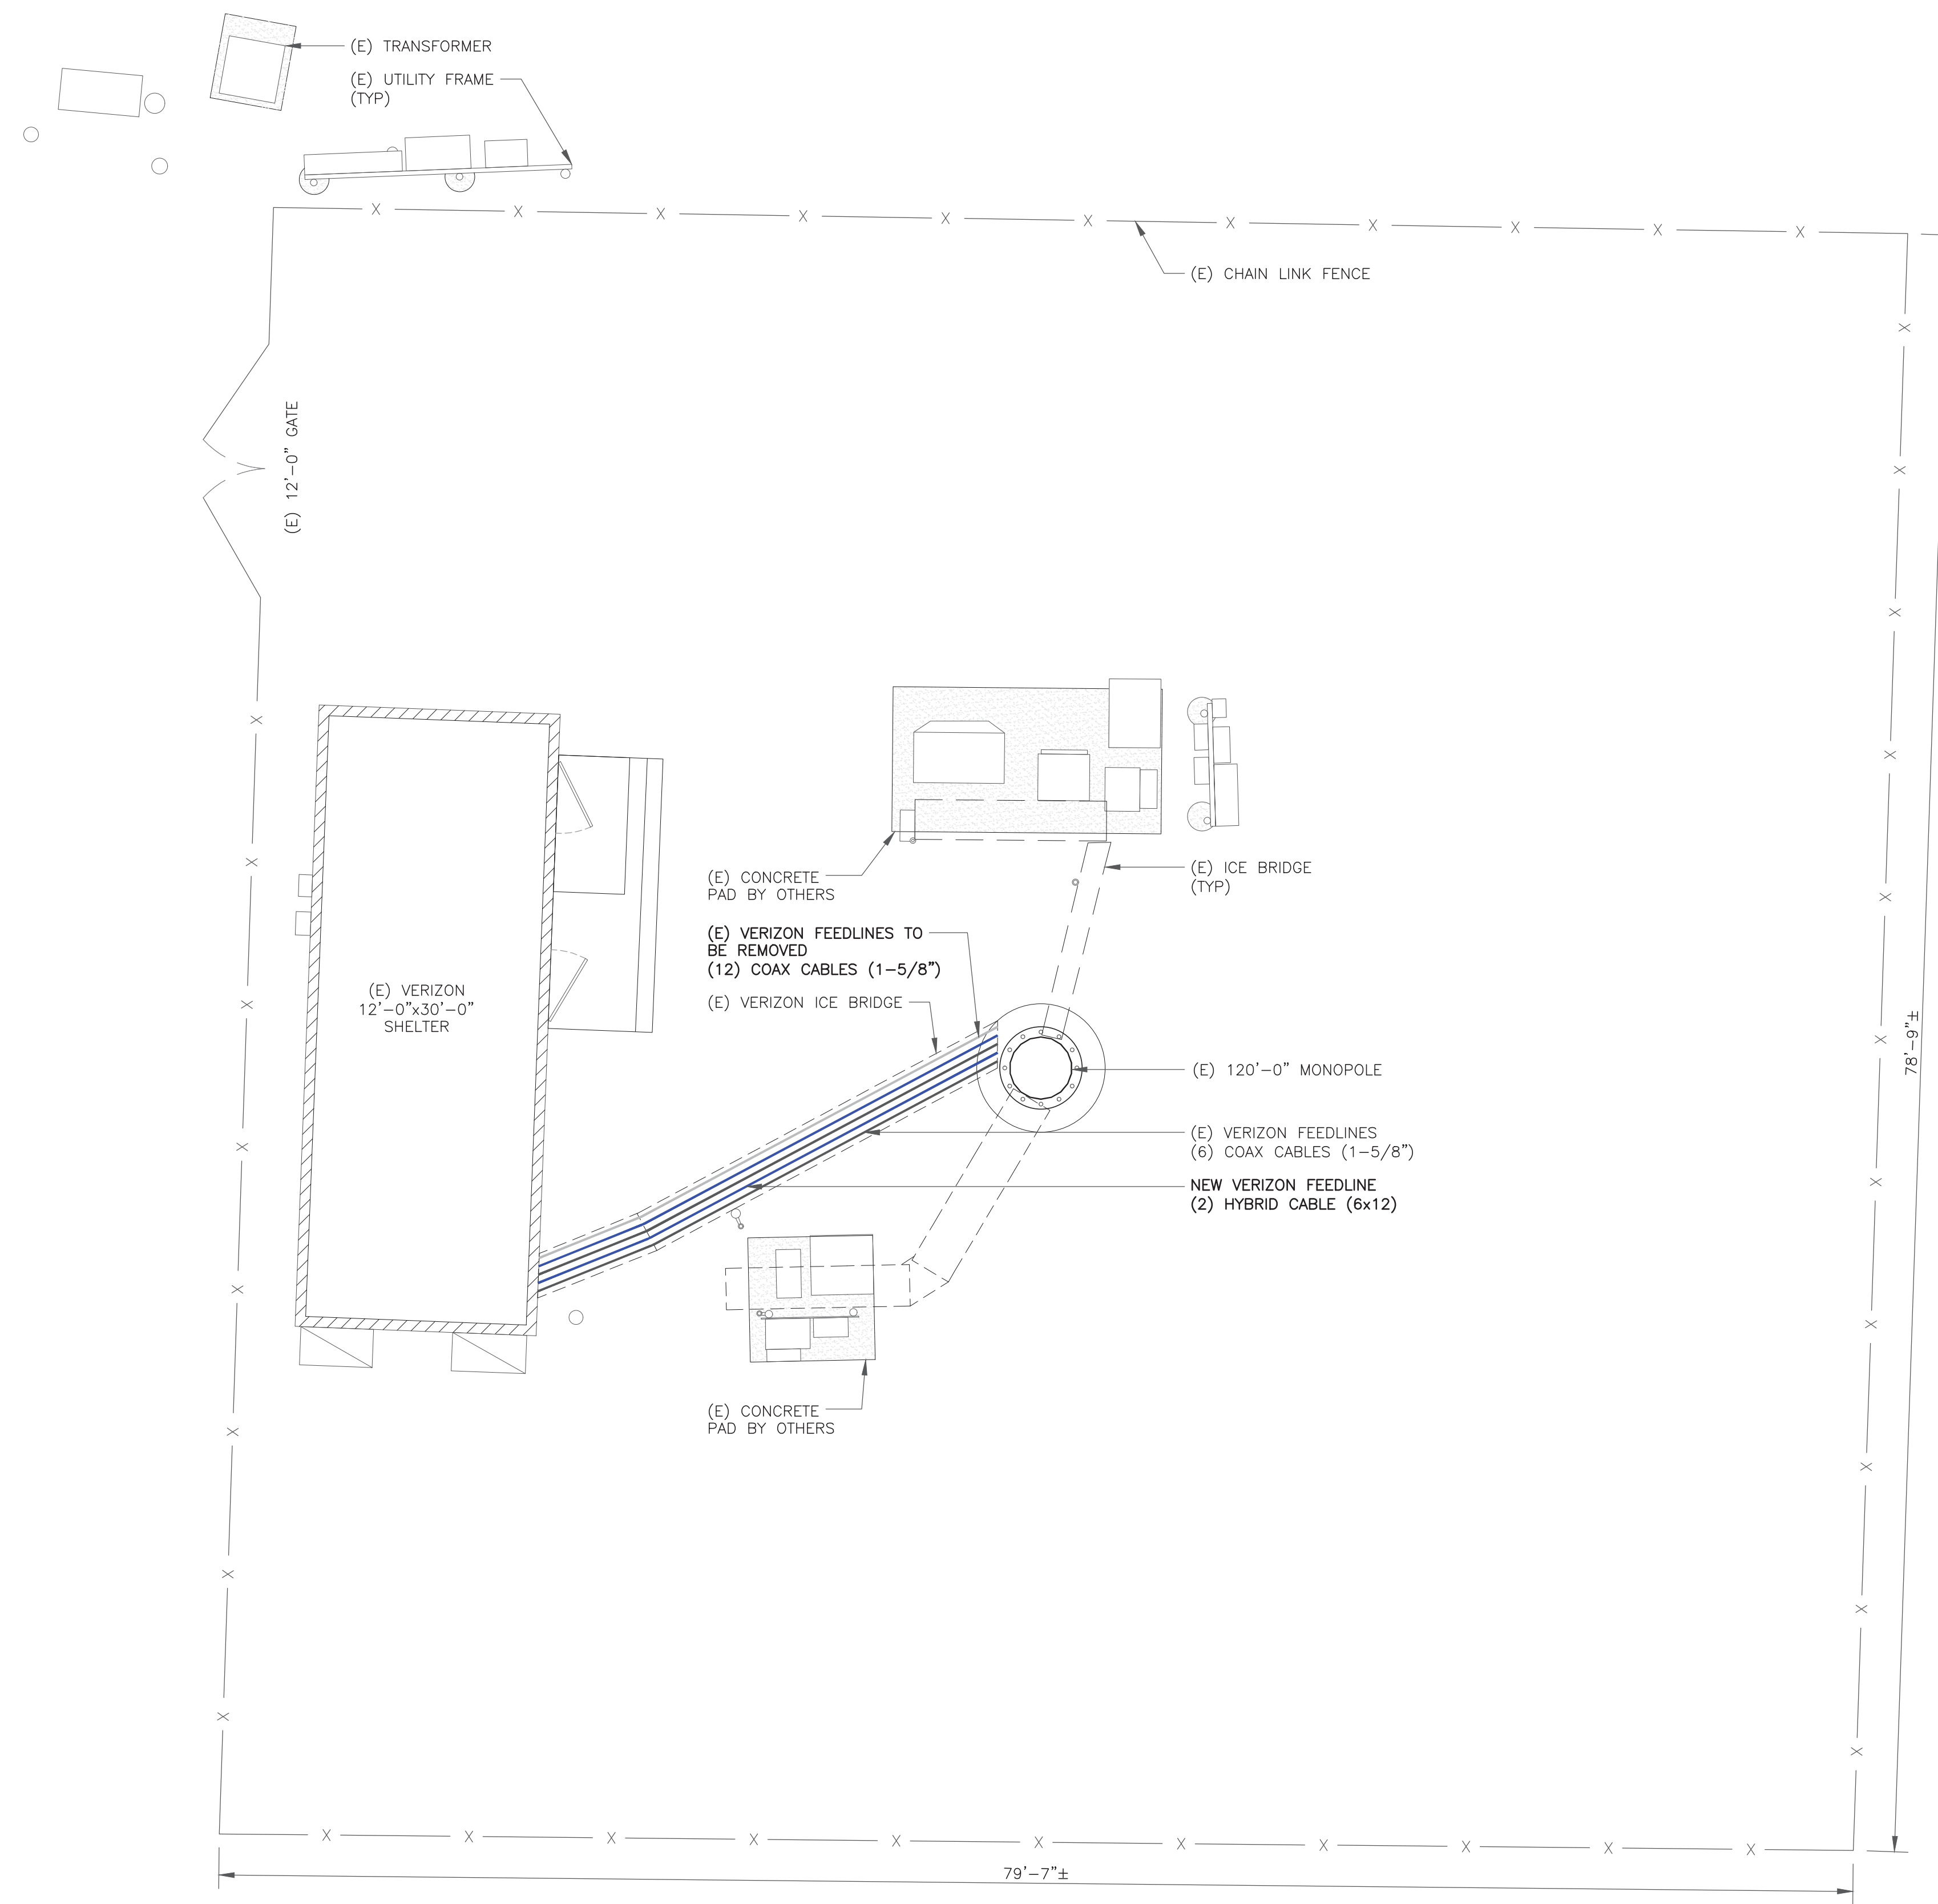 (E) TRANSFORMER
(E) UTILITY FRAME
(TYP)
(E) CHAIN LINK FENCE
(E) 12'-0" GATE
(E) CONCRETE
PAD BY OTHERS
(E) ICE BRIDGE
(TYP)
(E) VERIZON FEEDLINES TO
BE REMOVED
(12) COAX CABLES (1-5/8")
(E) VERIZON ICE BRIDGE
(E) VERIZON
12'-0"x30'-0"
SHELTER
(E) 120'-0" MONOPOLE
78'-9"±
(E) VERIZON FEEDLINES
(6) COAX CABLES (1-5/8")
NEW VERIZON FEEDLINE
(2) HYBRID CABLE (6x12)
(E) CONCRETE
PAD BY OTHERS
79'-7"±